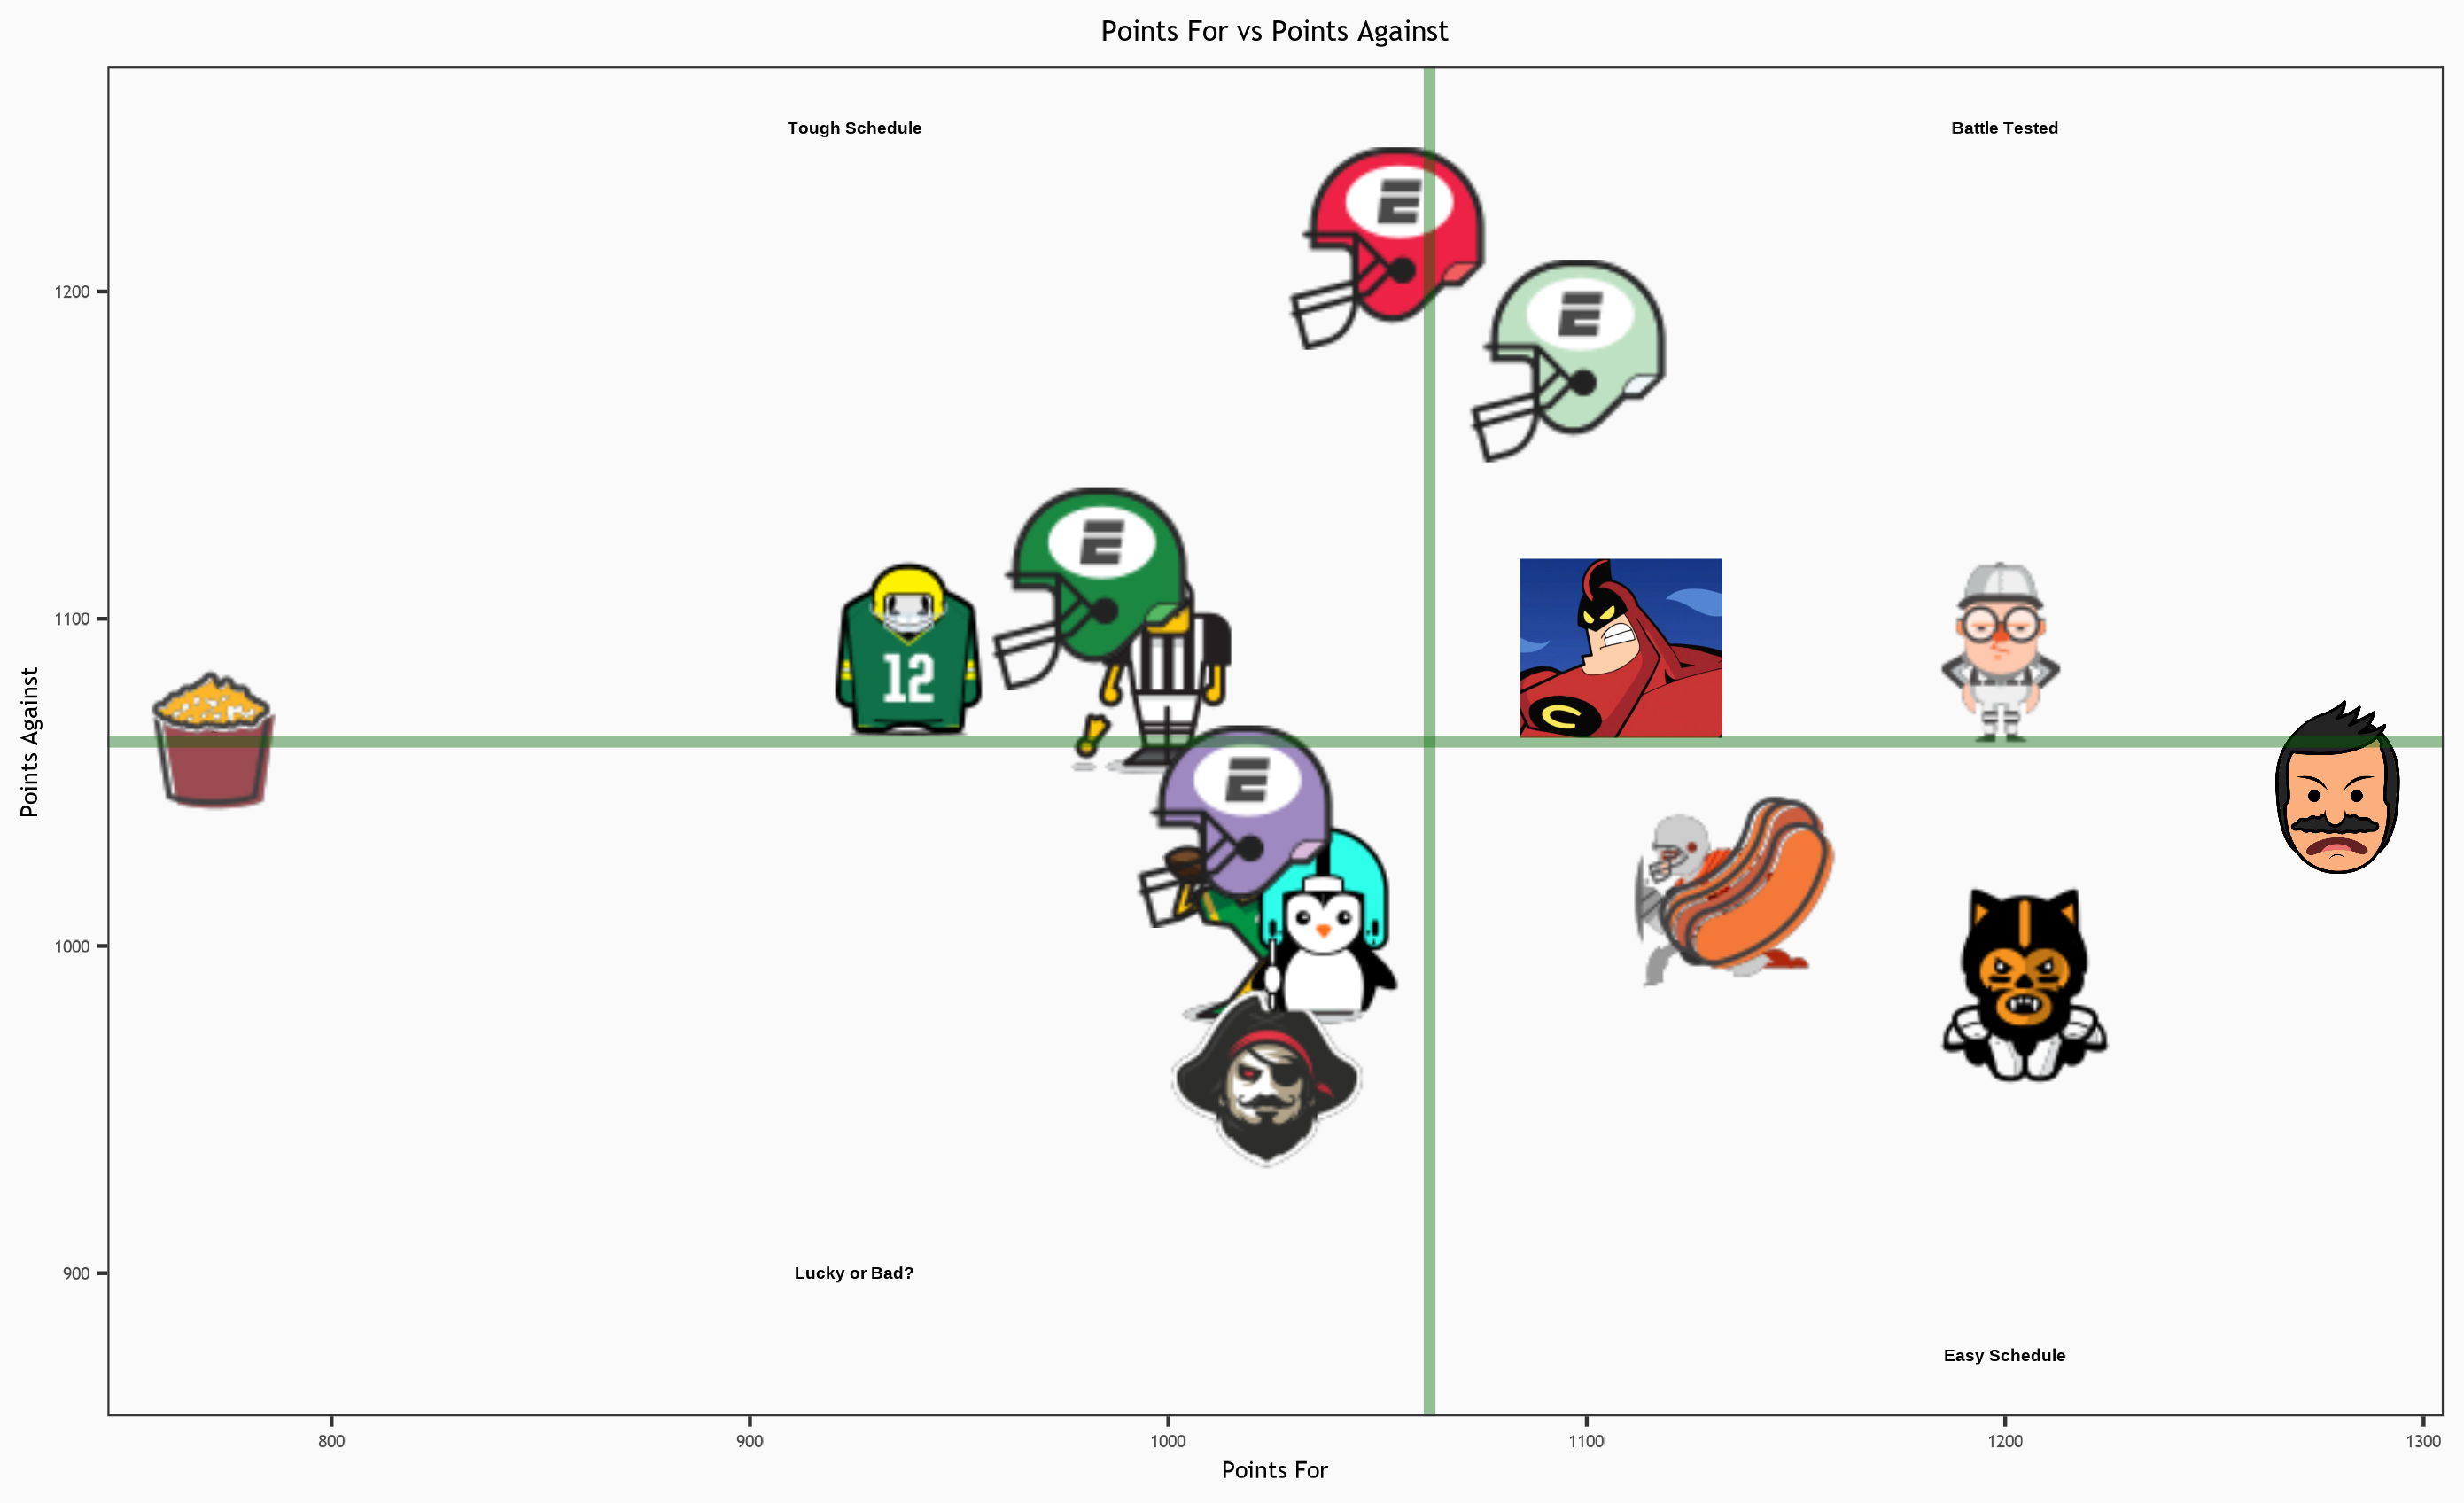 Points For vs Points Against
Tough Schedule
Battle Tested
E
E
1200
E
1100
12
C
Points Against
E
1000
900
Lucky or Bad?
Easy Schedule
800
900
1000
1100
1200
1300
Points For